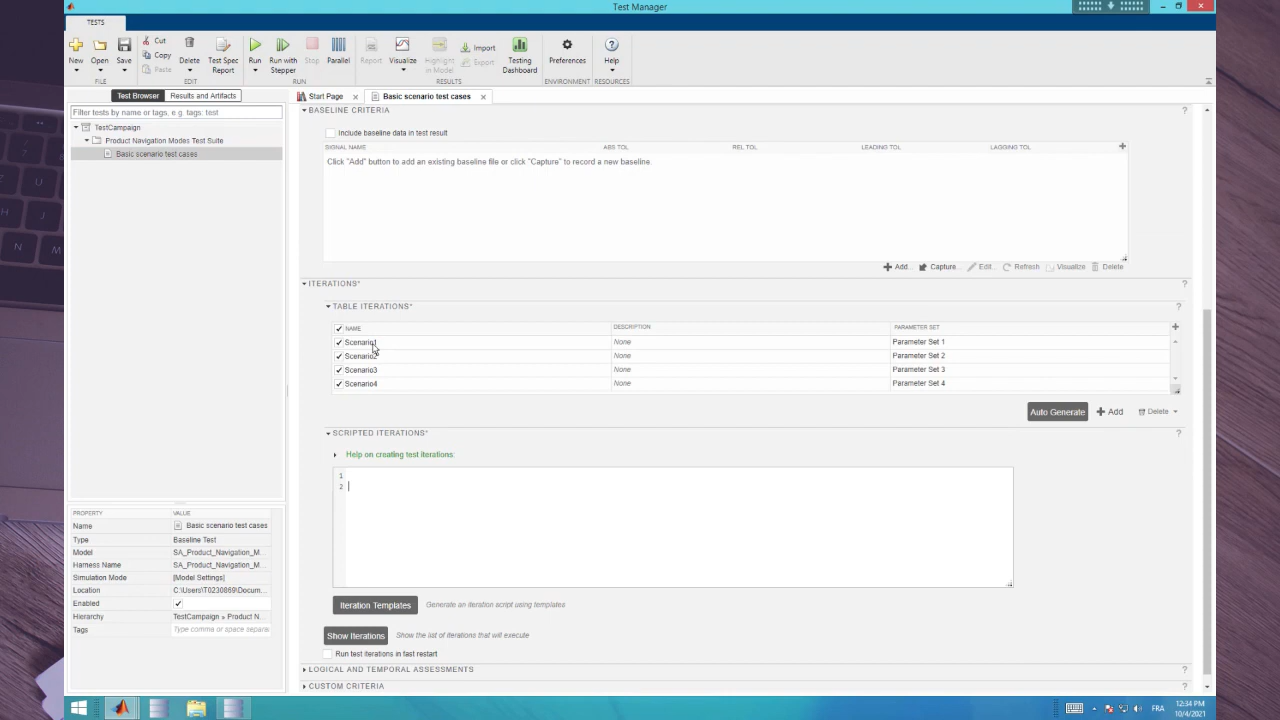 Test Manager
TESTS
New
Open
Save
Cut
Copy
Paste
Delete
Test Spec Report
Run
Run with Stepper
Stop
Parallel
Report
Visualize
Highlight in Model
Import
Export
Testing Dashboard
Preferences
Help
FILE
EDIT
RUN
RESULTS
ENVIRONMENT
RESOURCES
Test Browser
Results and Artifacts
Start Page
Basic scenario test cases
Filter tests by name or tags, e.g. tags: test
TestCampaign
Product Navigation Modes Test Suite
Basic scenario test cases
BASELINE CRITERIA
?
Include baseline data in test result
SIGNAL NAME ABS TOL REL TOL LEADING TOL LAGGING TOL
Click "Add" button to add an existing baseline file or click "Capture" to record a new baseline.
Add... Capture... Edit... Refresh Visualize Delete
ITERATIONS*
?
TABLE ITERATIONS*
?
NAME DESCRIPTION PARAMETER SET
Scenario1 None Parameter Set 1
Scenario2 None Parameter Set 2
Scenario3 None Parameter Set 3
Scenario4 None Parameter Set 4
Auto Generate Add Delete
SCRIPTED ITERATIONS*
?
Help on creating test iterations:
1
2
Iteration Templates Generate an iteration script using templates
Show Iterations Show the list of iterations that will execute
Run test iterations in fast restart
LOGICAL AND TEMPORAL ASSESSMENTS
?
CUSTOM CRITERIA
?
PROPERTY VALUE
Name Basic scenario test cases
Type Baseline Test
Model SA_Product_Navigation_M...
Harness Name SA_Product_Navigation_M...
Simulation Mode [Model Settings]
Location C:\Users\T0230869\Docum...
Enabled
Hierarchy TestCampaign » Product N...
Tags Type comma or space separa
FRA
12:34 PM
10/4/2021